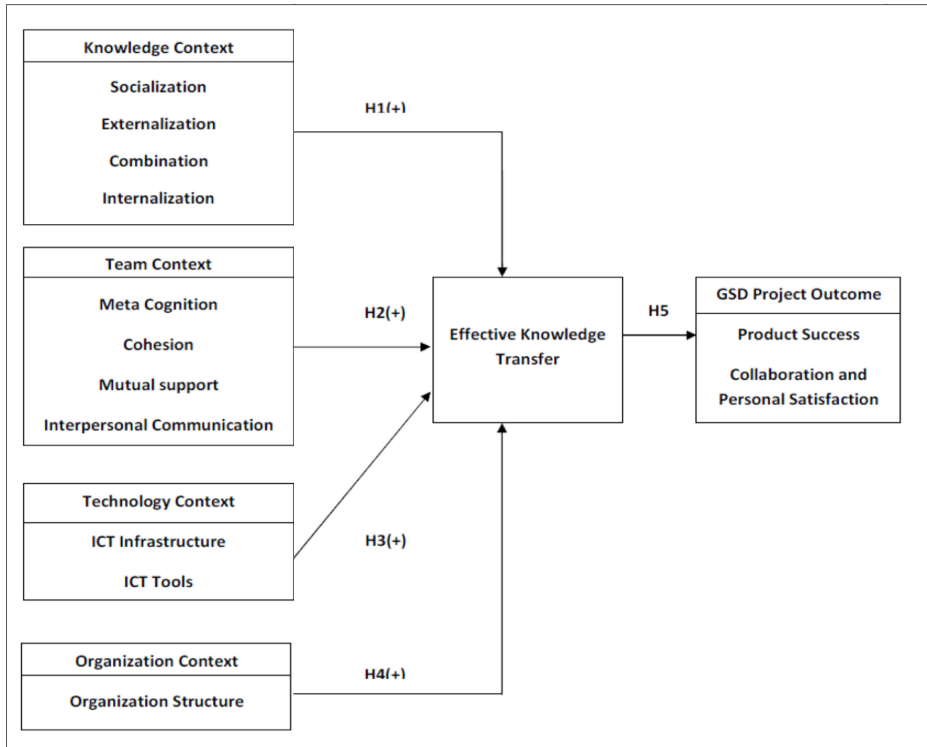 Knowledge Context
Socialization
Externalization
Combination
Internalization
H1(+)
Team Context
Meta Cognition
Cohesion
Mutual support
Interpersonal Communication
H2(+)
Effective Knowledge
Transfer
H5
GSD Project Outcome
Product Success
Collaboration and
Personal Satisfaction
Technology Context
ICT Infrastructure
ICT Tools
H3(+)
Organization Context
Organization Structure
H4(+)